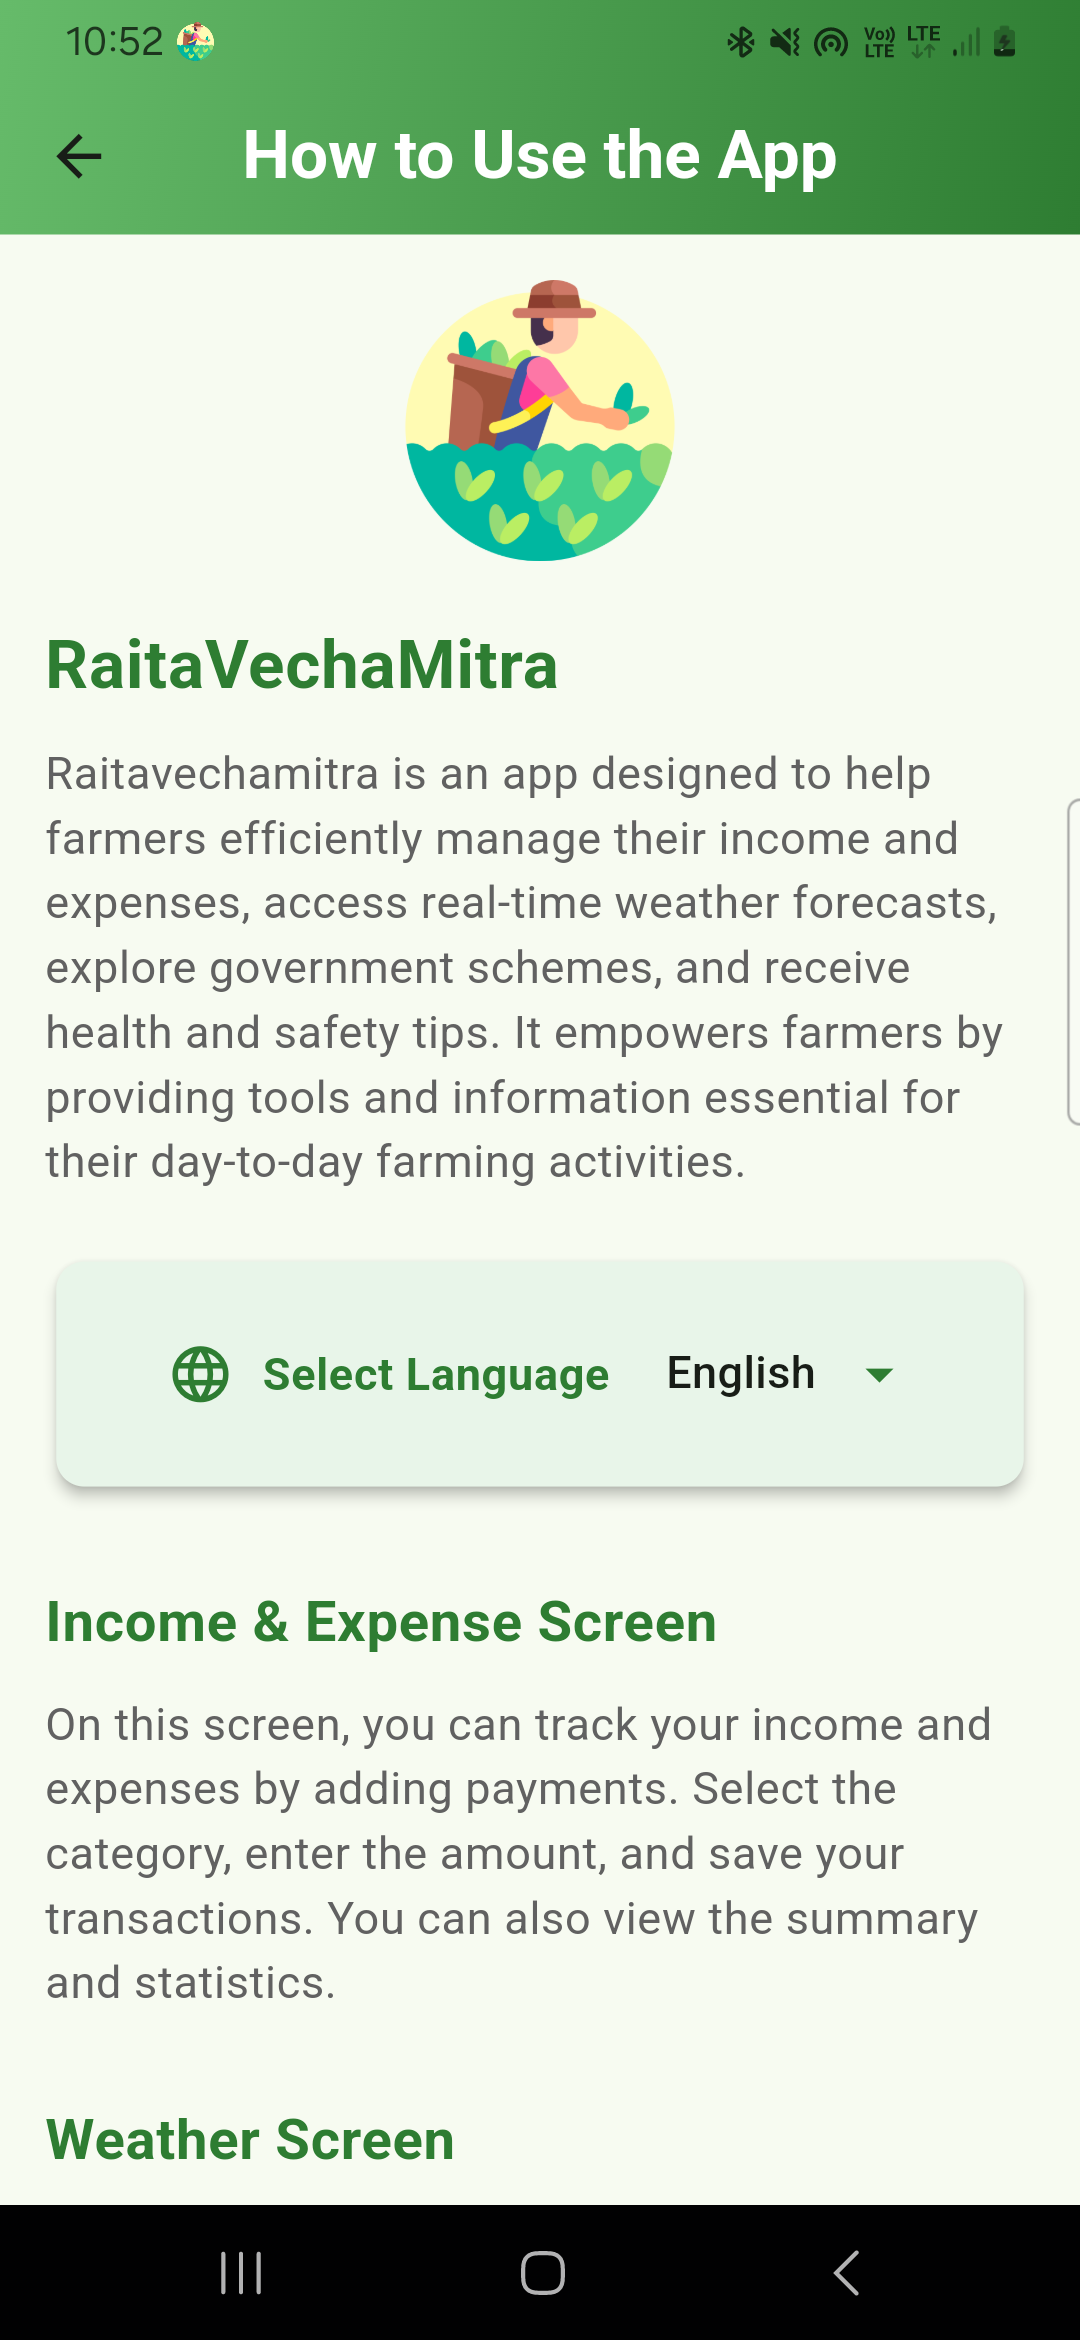 10:52
Vo)) LTE
LTE
How to Use the App
RaitaVechaMitra
Raitavechamitra is an app designed to help
farmers efficiently manage their income and
expenses, access real-time weather forecasts,
explore government schemes, and receive
health and safety tips. It empowers farmers by
providing tools and information essential for
their day-to-day farming activities.
Select Language English
Income & Expense Screen
On this screen, you can track your income and
expenses by adding payments. Select the
category, enter the amount, and save your
transactions. You can also view the summary
and statistics.
Weather Screen